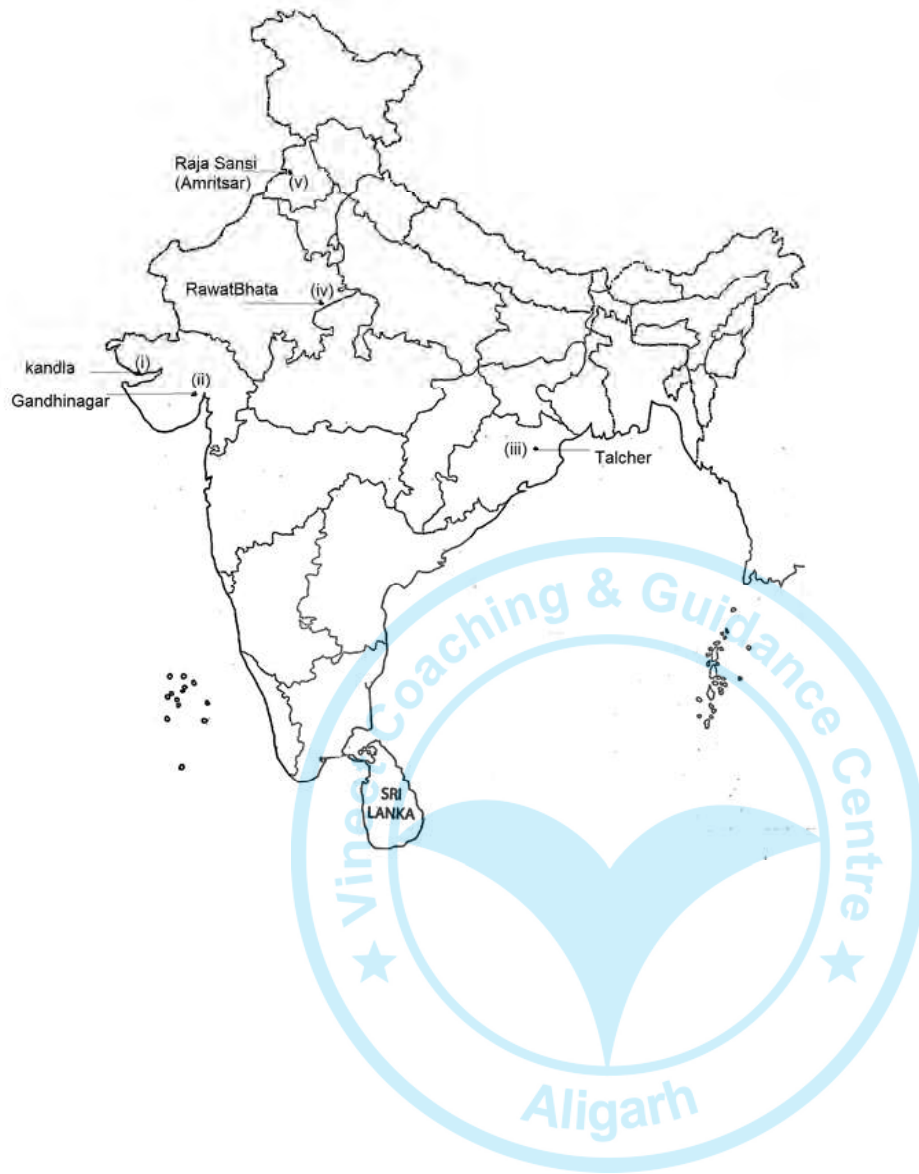 Raja Sansi
(Amritsar)
(v)
RawatBhata
(iv)
kandla
(i)
Gandhinagar
(ii)
(iii)
Talcher
SRI
LANKA
Vineet Coaching & Guidance Centre
Aligarh